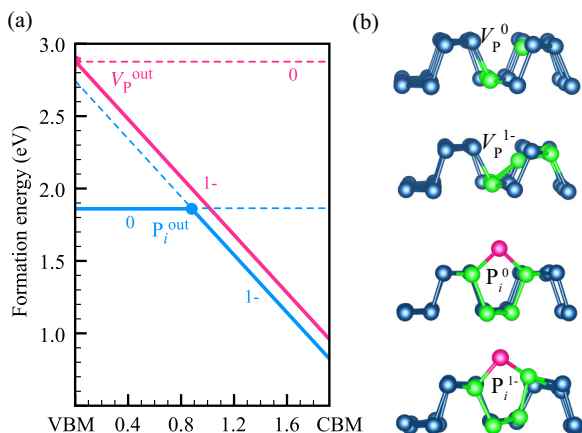 (a)
(b)
Formation energy (eV)
3.0
2.5
2.0
1.5
1.0
VBM 0.4 0.8 1.2 1.6 CBM
0
V_P^out
1-
0
P_i^out
1-
V_P^0
V_P^1-
P_i^0
P_i^1-